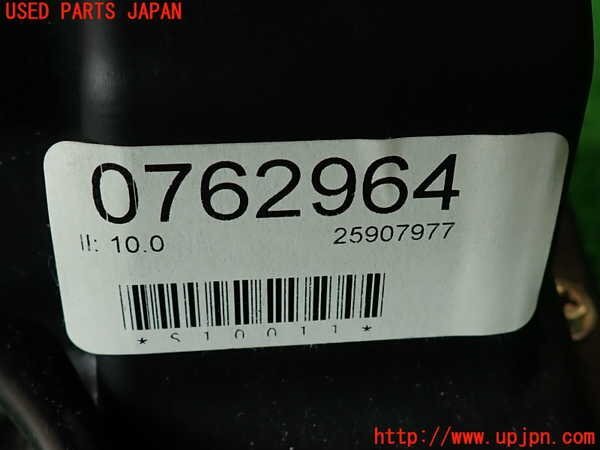 USED PARTS JAPAN
0762964
II: 10.0 25907977
*S10011*
http://www.upjpn.com/